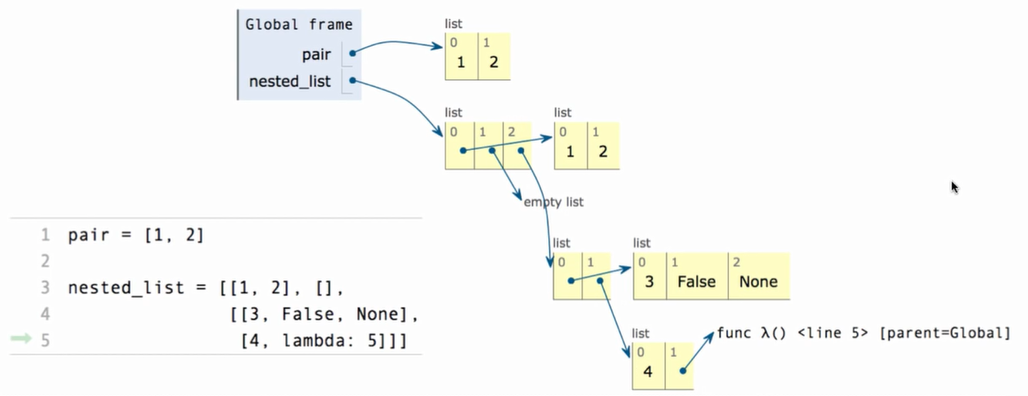 Global frame
pair
nested_list
list
0 1
1 2
list
0 1 2
list
0 1
1 2
empty list
list
0 1
list
0 1 2
3 False None
list
0 1
4
func λ() <line 5> [parent=Global]
1 pair = [1, 2]
2
3 nested_list = [[1, 2], [],
4 [[3, False, None],
5 [4, lambda: 5]]]